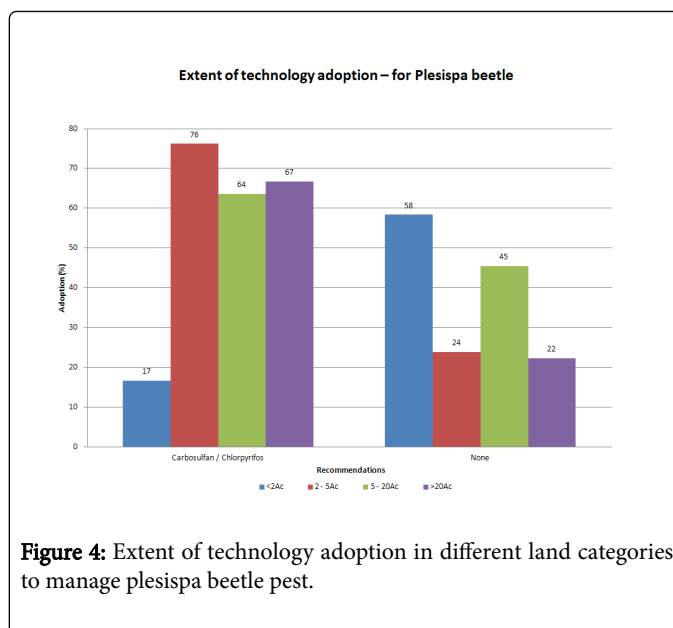 Extent of technology adoption – for Plesispa beetle
80
70
60
50
40
30
20
10
0
Adoption (%)
17
76
64
67
58
24
45
22
Carbosulfan / Chlorpyrifos
None
Recommendations
<2Ac
2 - 5Ac
5 - 20Ac
>20Ac
Figure 4: Extent of technology adoption in different land categories
to manage plesispa beetle pest.